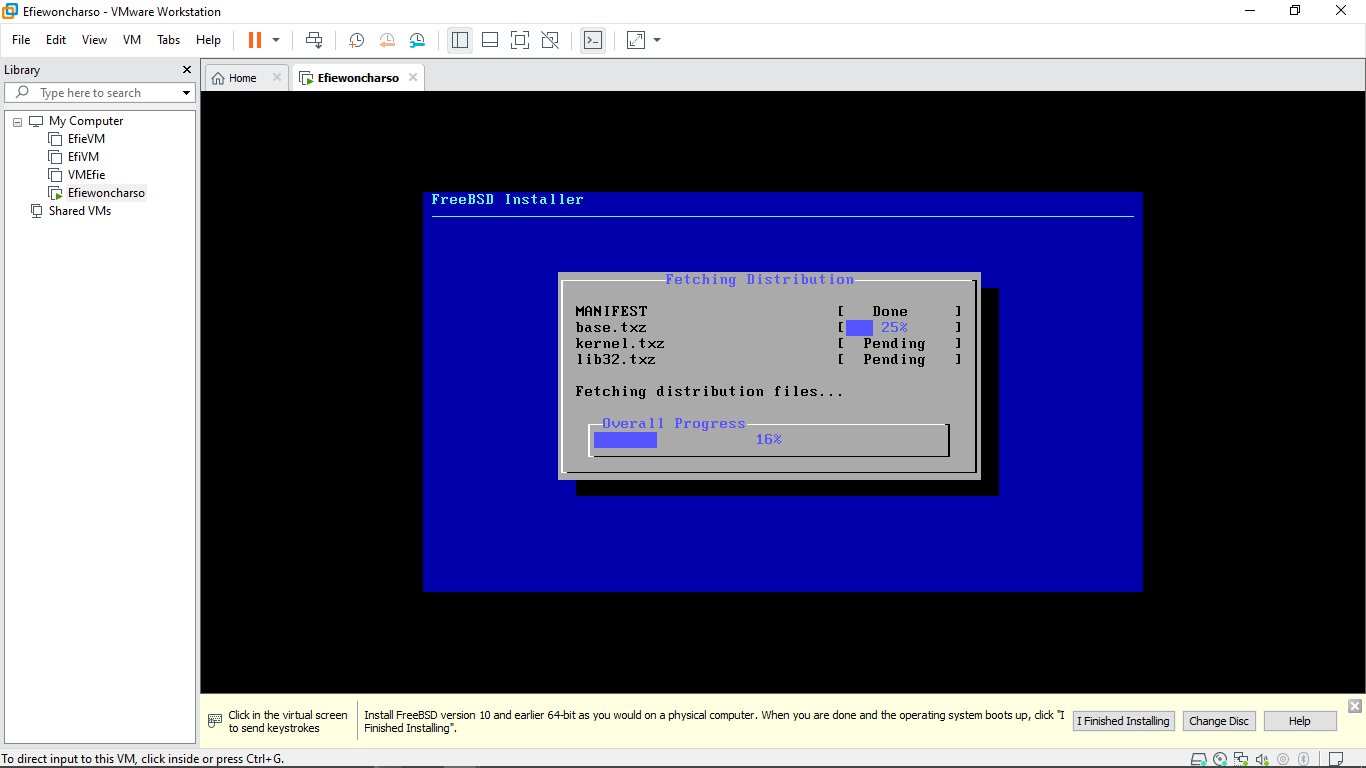 Efiewoncharso - VMware Workstation
File Edit View VM Tabs Help
Library
Type here to search
My Computer
EfieVM
EfiVM
VMEfie
Efiewoncharso
Shared VMs
Home
Efiewoncharso
FreeBSD Installer
Fetching Distribution
MANIFEST [ Done ]
base.txz [ 25% ]
kernel.txz [ Pending ]
lib32.txz [ Pending ]
Fetching distribution files...
Overall Progress
16%
Click in the virtual screen
to send keystrokes
Install FreeBSD version 10 and earlier 64-bit as you would on a physical computer. When you are done and the operating system boots up, click "I
Finished Installing".
I Finished Installing
Change Disc
Help
To direct input to this VM, click inside or press Ctrl+G.